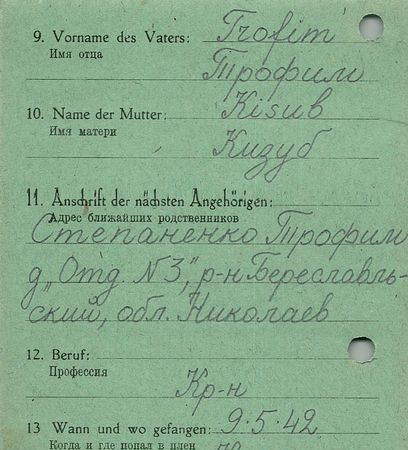 9. Vorname des Vaters: Trofim
Имя отца
Трофим
10. Name der Mutter: Kisub
Имя матери
Кизуб
11. Anschrift der nächsten Angehörigen:
Адрес ближайших родственников
Степаненко Трофим
д „Отд. N3,” р-н Береславль-
ский, обл. Николаев
12. Beruf:
Профессия
Кр-н
13 Wann und wo gefangen: 9.5.42
Когда и где попал в плен